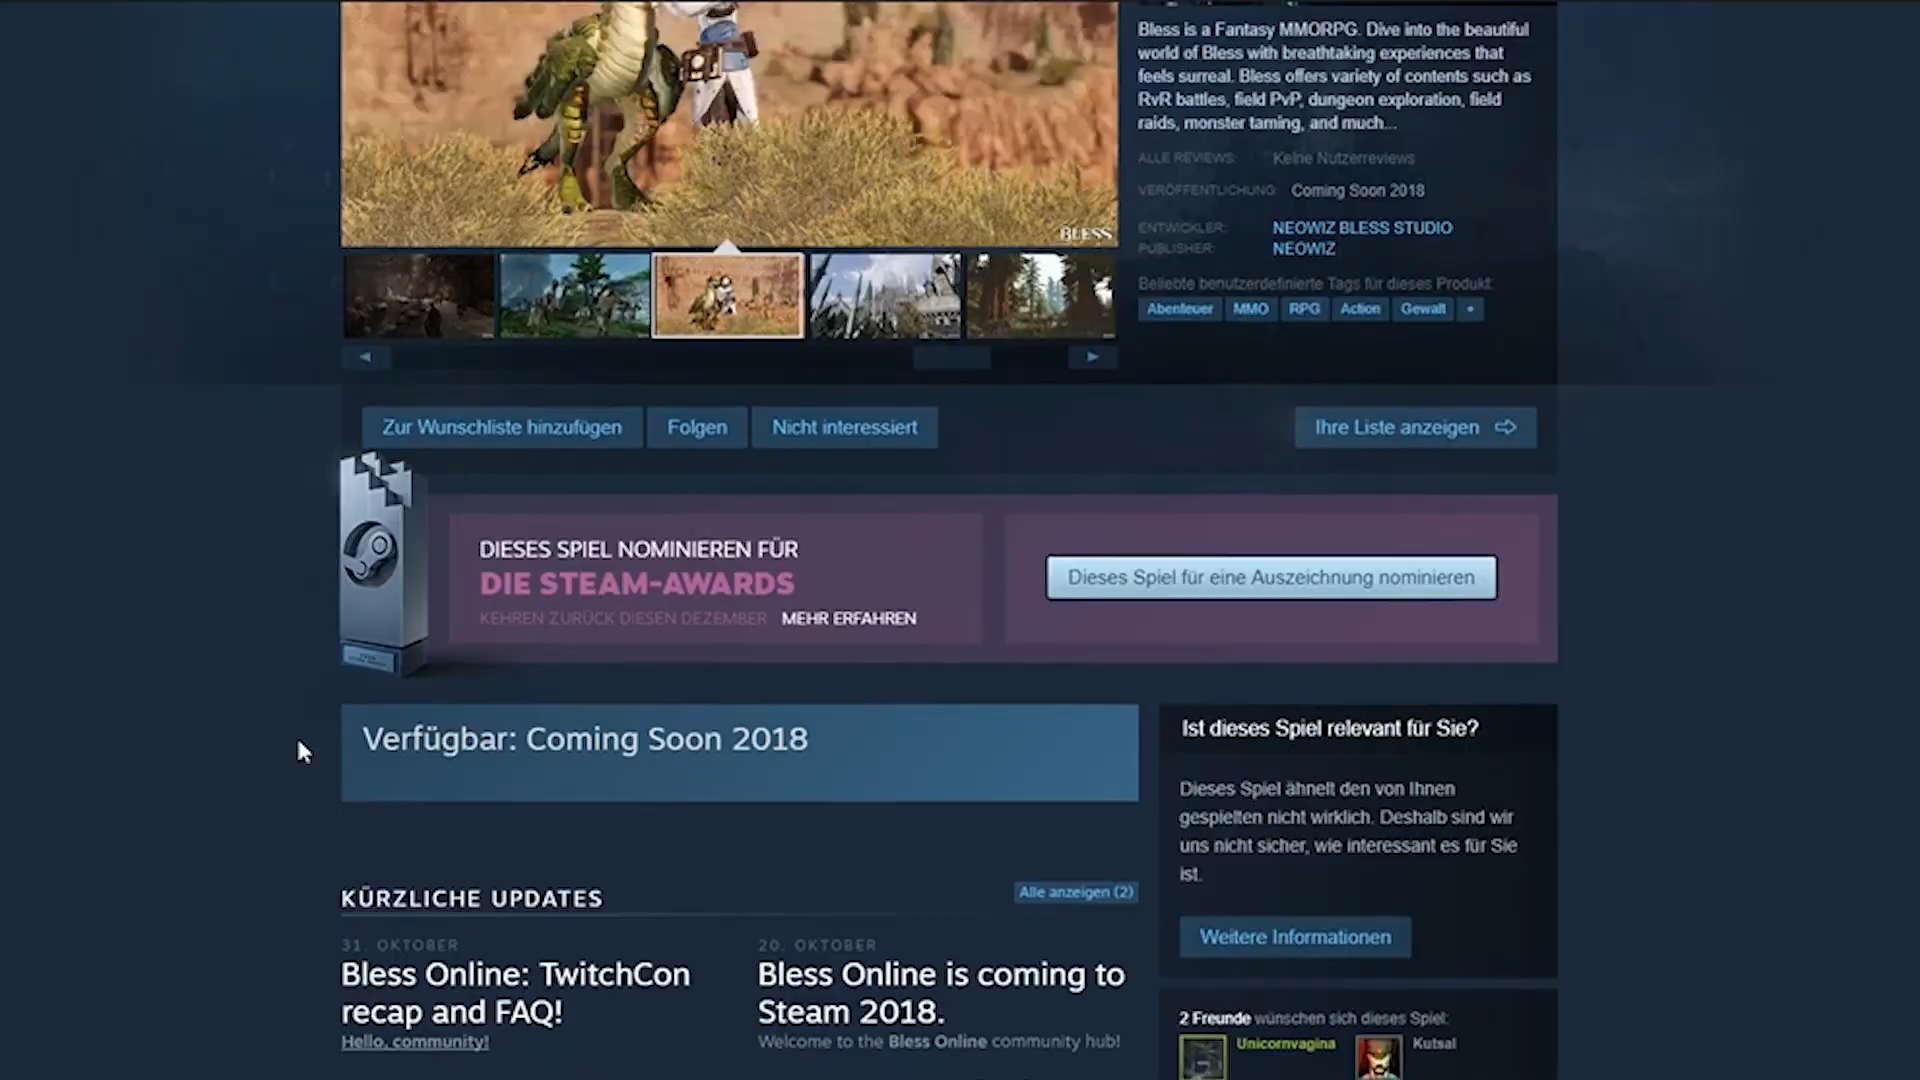 Bless is a Fantasy MMORPG. Dive into the beautiful
world of Bless with breathtaking experiences that
feels surreal. Bless offers variety of contents such as
RvR battles, field PvP, dungeon exploration, field
raids, monster taming, and much...
ALLE REVIEWS: Keine Nutzerreviews
VERÖFFENTLICHUNG: Coming Soon 2018
BLESS
ENTWICKLER: NEOWIZ BLESS STUDIO
PUBLISHER: NEOWIZ
Beliebte benutzerdefinierte Tags für dieses Produkt:
Abenteuer MMO RPG Action Gewalt +
Zur Wunschliste hinzufügen Folgen Nicht interessiert Ihre Liste anzeigen
DIESES SPIEL NOMINIEREN FÜR
DIE STEAM-AWARDS
KEHREN ZURÜCK DIESEN DEZEMBER MEHR ERFAHREN
Dieses Spiel für eine Auszeichnung nominieren
Verfügbar: Coming Soon 2018
Ist dieses Spiel relevant für Sie?
Dieses Spiel ähnelt den von Ihnen
gespielten nicht wirklich. Deshalb sind wir
uns nicht sicher, wie interessant es für Sie
ist.
Weitere Informationen
KÜRZLICHE UPDATES Alle anzeigen (2)
31. OKTOBER
Bless Online: TwitchCon
recap and FAQ!
Hello, community!
20. OKTOBER
Bless Online is coming to
Steam 2018.
Welcome to the Bless Online community hub!
2 Freunde wünschen sich dieses Spiel:
Unicornvagina Kutsal